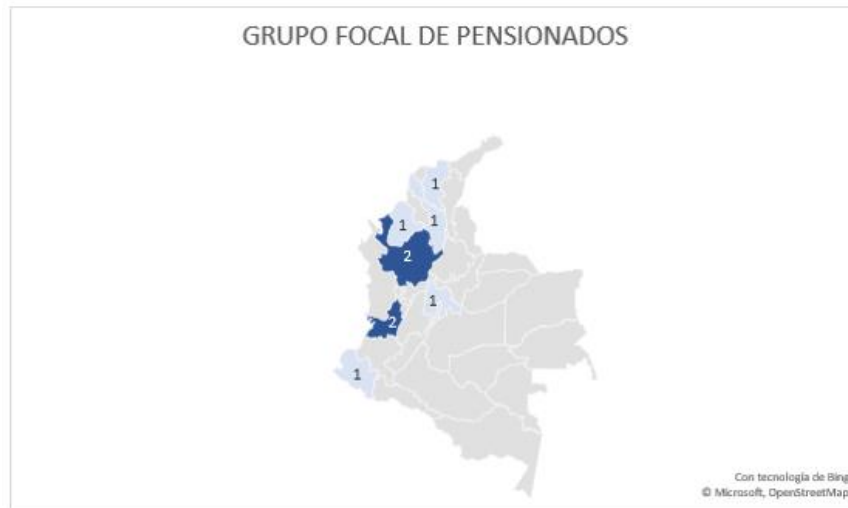 GRUPO FOCAL DE PENSIONADOS
1
1
1
2
1
2
1
Con tecnología de Bing
© Microsoft, OpenStreetMap